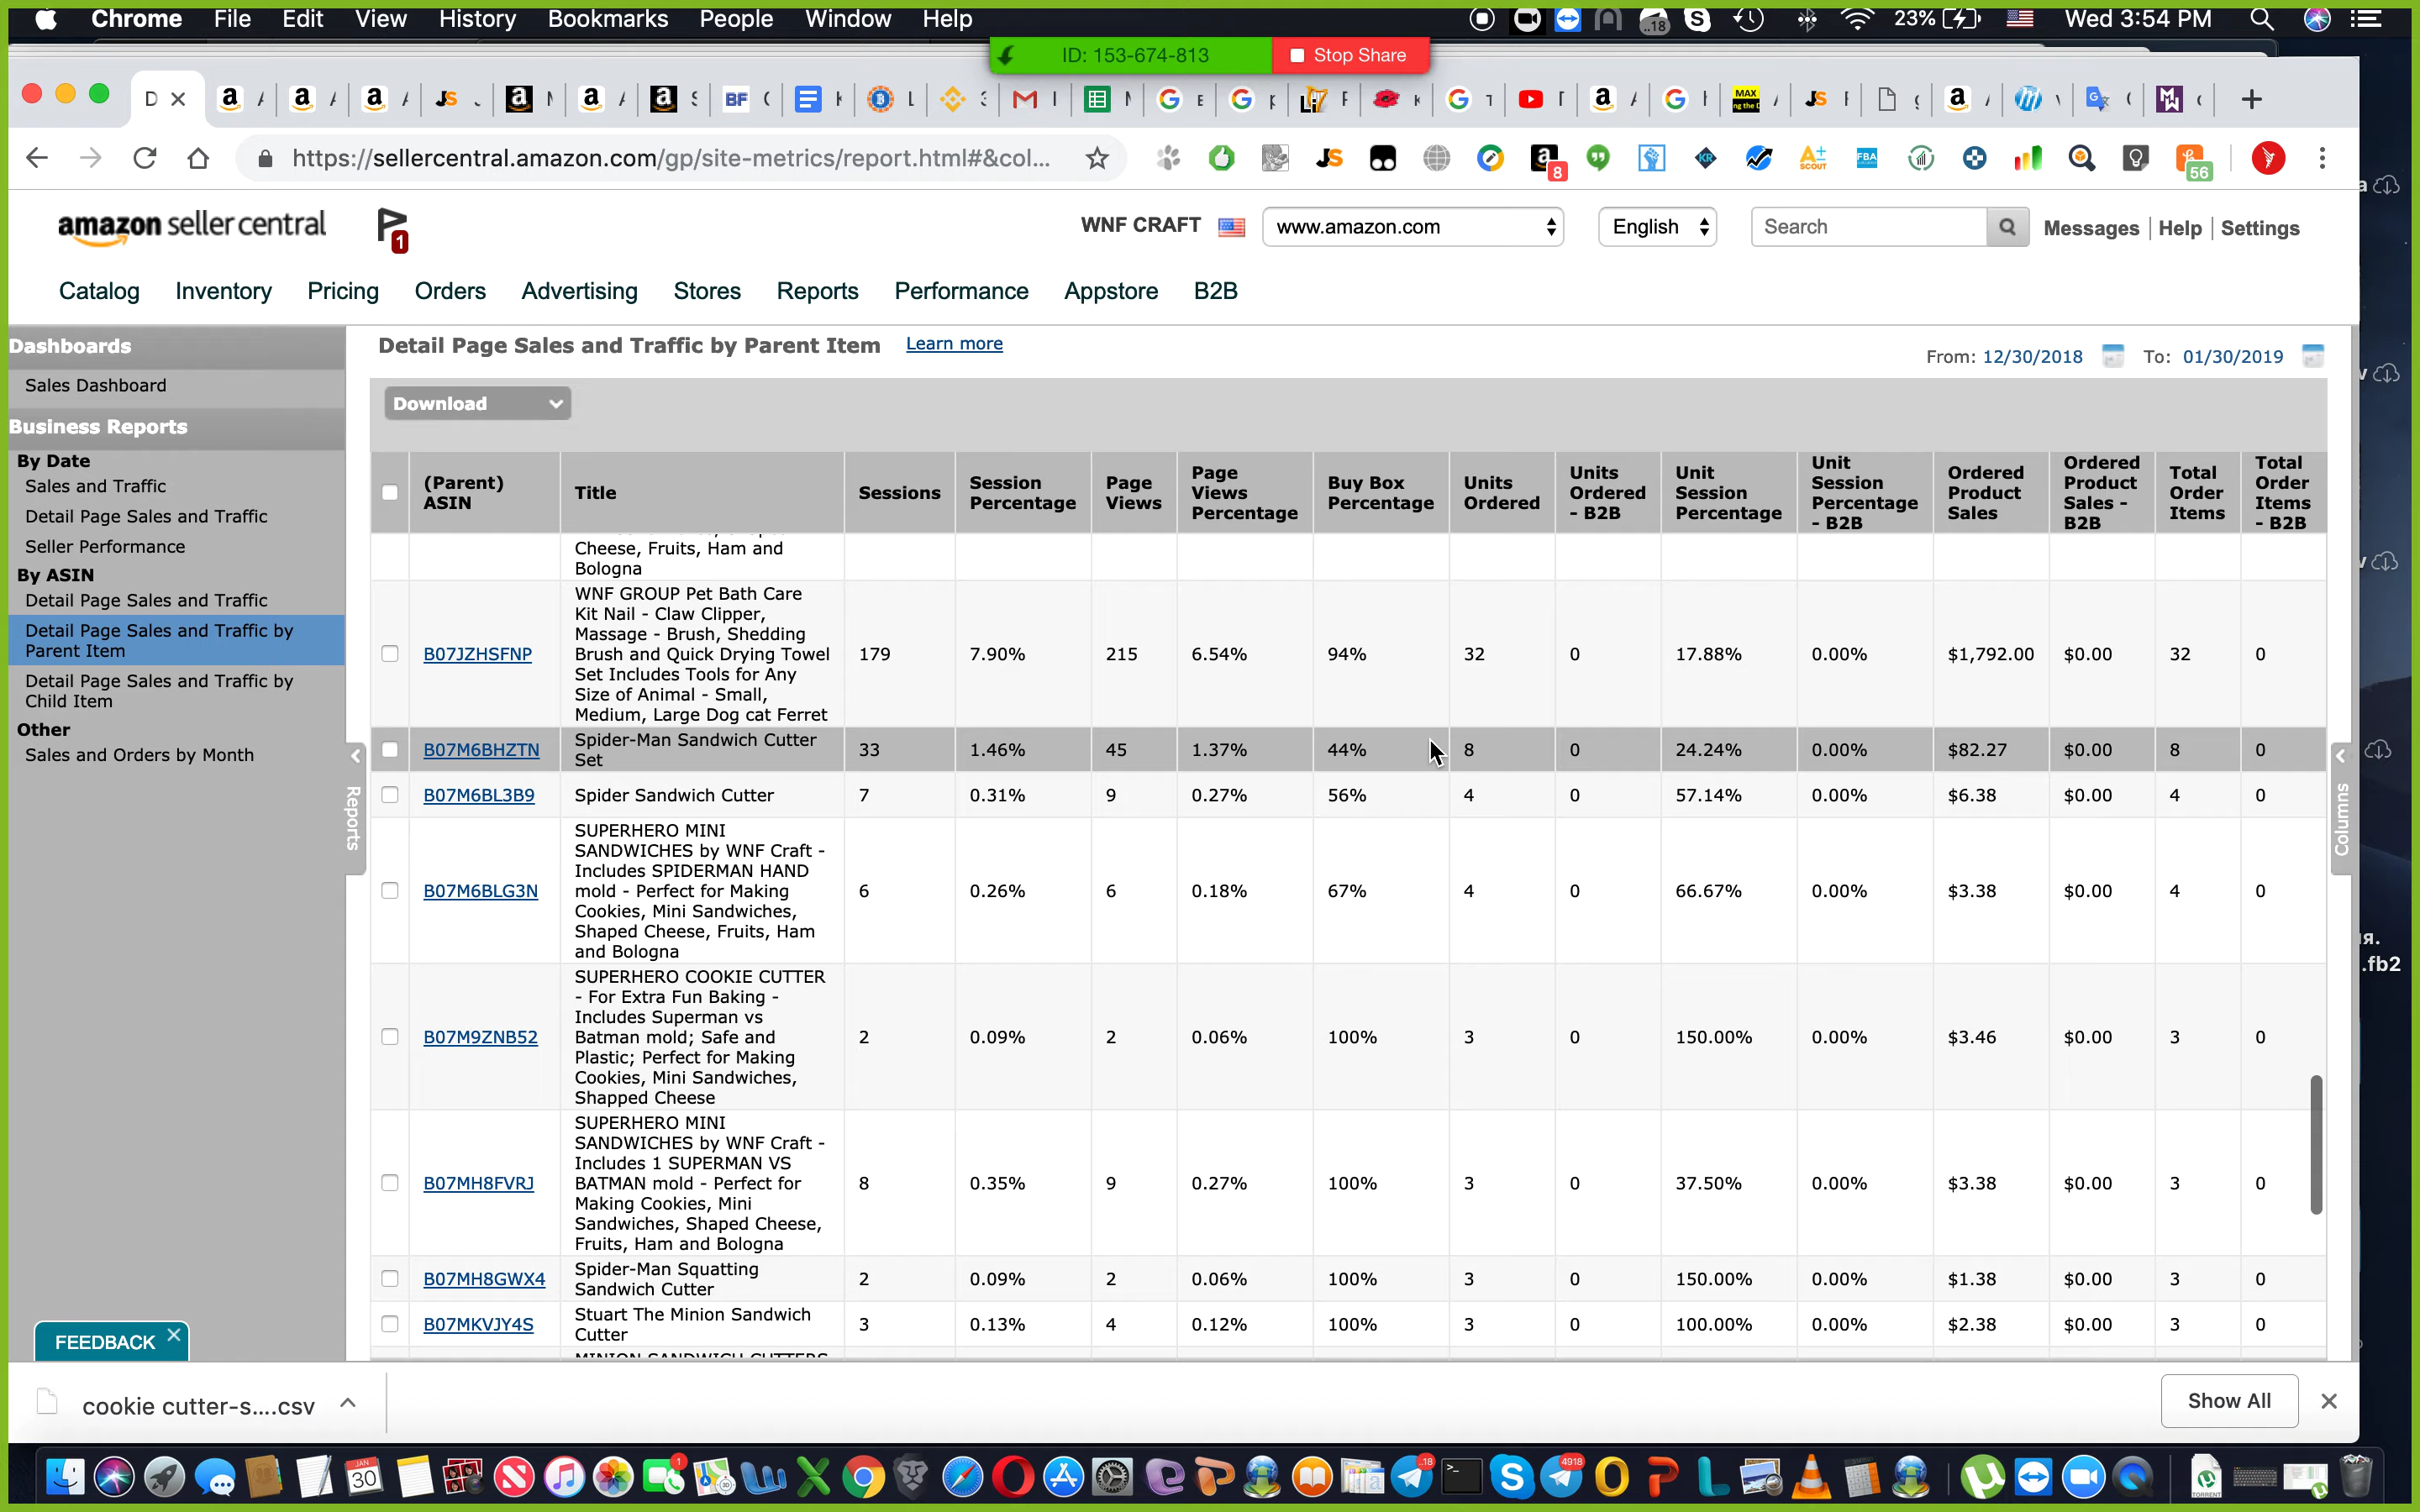 Chrome File Edit View History Bookmarks People Window Help 23% Wed 3:54 PM
ID: 153-674-813 Stop Share
https://sellercentral.amazon.com/gp/site-metrics/report.html#&col...
8 56
amazon seller central 1 WNF CRAFT www.amazon.com English Search Messages Help Settings
Catalog Inventory Pricing Orders Advertising Stores Reports Performance Appstore B2B
Dashboards
Sales Dashboard
Business Reports
By Date
Sales and Traffic
Detail Page Sales and Traffic
Seller Performance
By ASIN
Detail Page Sales and Traffic
Detail Page Sales and Traffic by
Parent Item
Detail Page Sales and Traffic by
Child Item
Other
Sales and Orders by Month
Reports
Detail Page Sales and Traffic by Parent Item Learn more
From: 12/30/2018 To: 01/30/2019
Download
(Parent) ASIN Title Sessions Session Percentage Page Views Page Views Percentage Buy Box Percentage Units Ordered Units Ordered - B2B Unit Session Percentage Unit Session Percentage - B2B Ordered Product Sales Ordered Product Sales - B2B Total Order Items Total Order Items - B2B
Cheese, Fruits, Ham and
Bologna
WNF GROUP Pet Bath Care
Kit Nail - Claw Clipper,
Massage - Brush, Shedding
B07JZHSFNP Brush and Quick Drying Towel 179 7.90% 215 6.54% 94% 32 0 17.88% 0.00% $1,792.00 $0.00 32 0
Set Includes Tools for Any
Size of Animal - Small,
Medium, Large Dog cat Ferret
B07M6BHZTN Spider-Man Sandwich Cutter 33 1.46% 45 1.37% 44% 8 0 24.24% 0.00% $82.27 $0.00 8 0
Set
B07M6BL3B9 Spider Sandwich Cutter 7 0.31% 9 0.27% 56% 4 0 57.14% 0.00% $6.38 $0.00 4 0
SUPERHERO MINI
SANDWICHES by WNF Craft -
Includes SPIDERMAN HAND
B07M6BLG3N mold - Perfect for Making 6 0.26% 6 0.18% 67% 4 0 66.67% 0.00% $3.38 $0.00 4 0
Cookies, Mini Sandwiches,
Shaped Cheese, Fruits, Ham
and Bologna
SUPERHERO COOKIE CUTTER
- For Extra Fun Baking -
Includes Superman vs
B07M9ZNB52 Batman mold; Safe and 2 0.09% 2 0.06% 100% 3 0 150.00% 0.00% $3.46 $0.00 3 0
Plastic; Perfect for Making
Cookies, Mini Sandwiches,
Shapped Cheese
SUPERHERO MINI
SANDWICHES by WNF Craft -
Includes 1 SUPERMAN VS
B07MH8FVRJ BATMAN mold - Perfect for 8 0.35% 9 0.27% 100% 3 0 37.50% 0.00% $3.38 $0.00 3 0
Making Cookies, Mini
Sandwiches, Shaped Cheese,
Fruits, Ham and Bologna
B07MH8GWX4 Spider-Man Squatting 2 0.09% 2 0.06% 100% 3 0 150.00% 0.00% $1.38 $0.00 3 0
Sandwich Cutter
B07MKVJY4S Stuart The Minion Sandwich 3 0.13% 4 0.12% 100% 3 0 100.00% 0.00% $2.38 $0.00 3 0
Cutter
MINION SANDWICH CUTTERS
Columns
.fb2
FEEDBACK
cookie cutter-s....csv Show All
JAN 30 1 ..18 4918